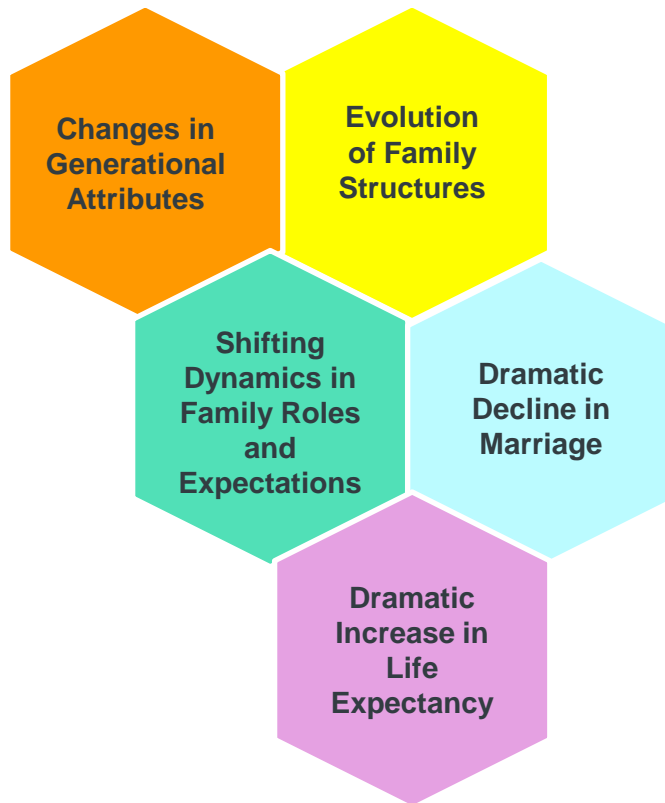 Changes in
Generational
Attributes
Evolution
of Family
Structures
Shifting
Dynamics in
Family Roles
and
Expectations
Dramatic
Decline in
Marriage
Dramatic
Increase in
Life
Expectancy